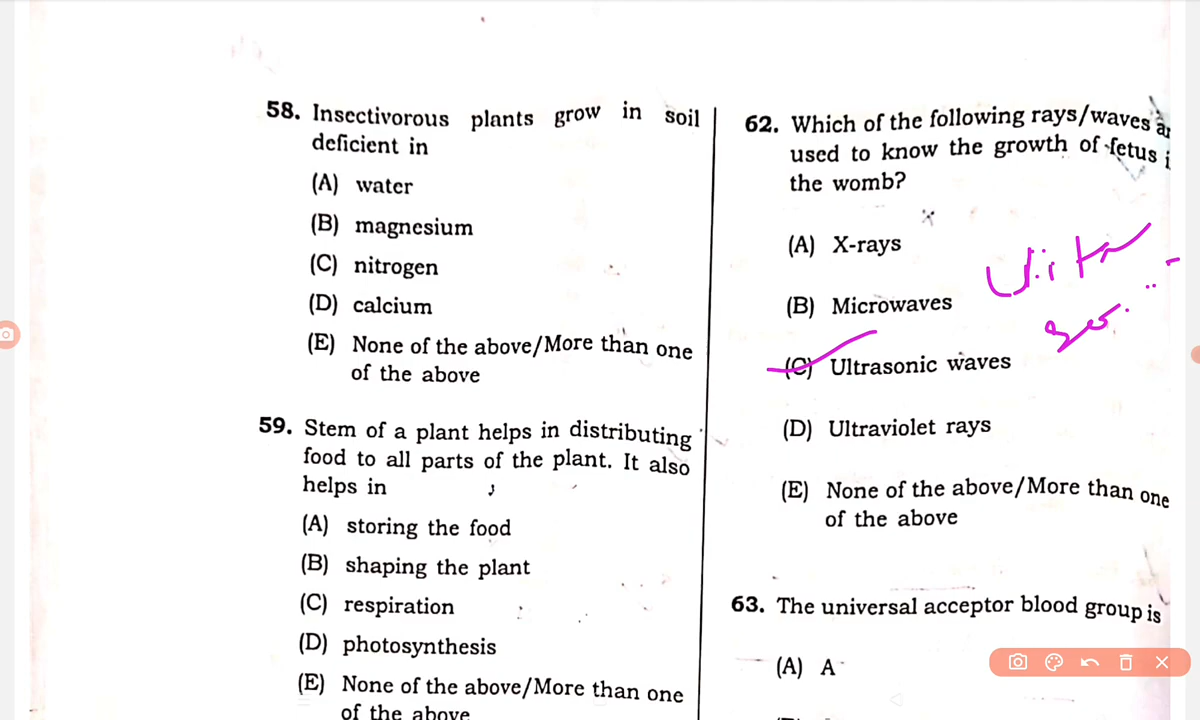 58. Insectivorous plants grow in soil
deficient in
(A) water
(B) magnesium
(C) nitrogen
(D) calcium
(E) None of the above/More than one
of the above
59. Stem of a plant helps in distributing
food to all parts of the plant. It also
helps in
(A) storing the food
(B) shaping the plant
(C) respiration
(D) photosynthesis
(E) None of the above/More than one
of the above
62. Which of the following rays/waves
used to know the growth of fetus
the womb?
(A) X-rays
(B) Microwaves
(C) Ultrasonic waves
(D) Ultraviolet rays
(E) None of the above/More than one
of the above
63. The universal acceptor blood group is
(A) A